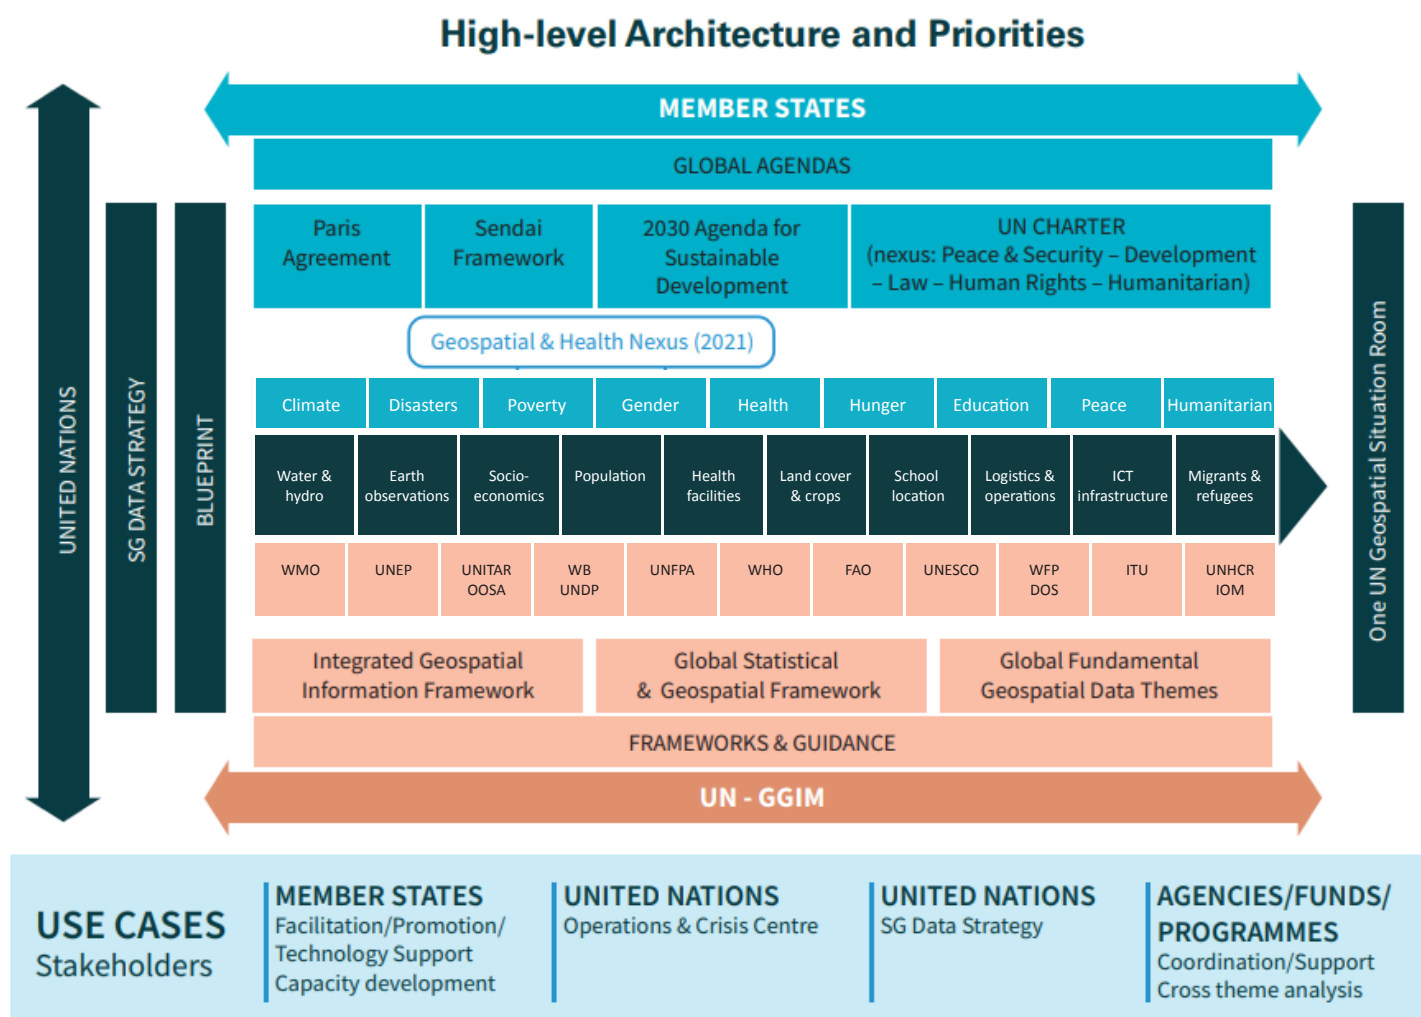 High-level Architecture and Priorities
MEMBER STATES
GLOBAL AGENDAS
UNITED NATIONS
SG DATA STRATEGY
BLUEPRINT
Paris
Agreement
Sendai
Framework
2030 Agenda for
Sustainable
Development
UN CHARTER
(nexus: Peace & Security – Development
– Law – Human Rights – Humanitarian)
Geospatial & Health Nexus (2021)
Climate
Disasters
Poverty
Gender
Health
Hunger
Education
Peace
Humanitarian
Water &
hydro
Earth
observations
Socio-
economics
Population
Health
facilities
Land cover
& crops
School
location
Logistics &
operations
ICT
infrastructure
Migrants &
refugees
One UN Geospatial Situation Room
WMO
UNEP
UNITAR
OOSA
WB
UNDP
UNFPA
WHO
FAO
UNESCO
WFP
DOS
ITU
UNHCR
IOM
Integrated Geospatial
Information Framework
Global Statistical
& Geospatial Framework
Global Fundamental
Geospatial Data Themes
FRAMEWORKS & GUIDANCE
UN - GGIM
USE CASES
Stakeholders
MEMBER STATES
Facilitation/Promotion/
Technology Support
Capacity development
UNITED NATIONS
Operations & Crisis Centre
UNITED NATIONS
SG Data Strategy
AGENCIES/FUNDS/
PROGRAMMES
Coordination/Support
Cross theme analysis